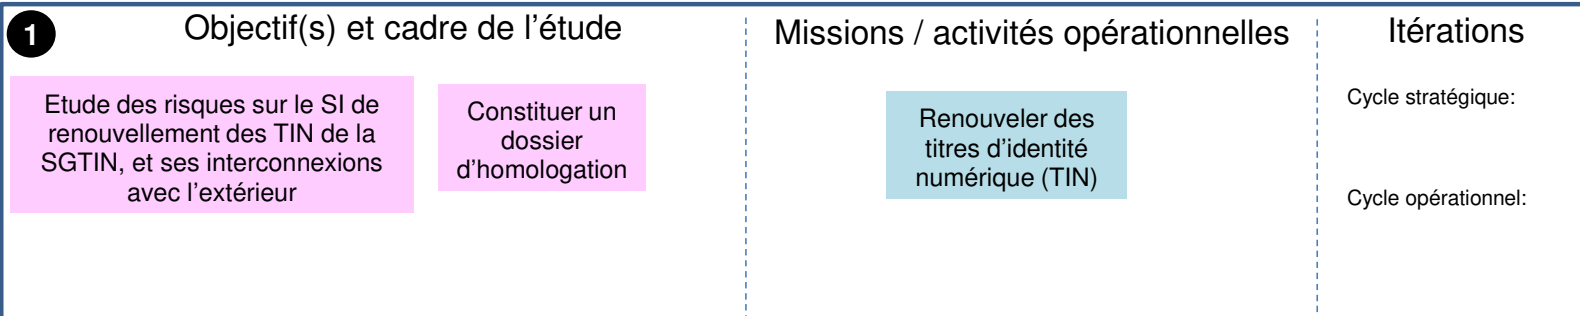 1
Objectif(s) et cadre de l'étude
Etude des risques sur le SI de
renouvellement des TIN de la
SGTIN, et ses interconnexions
avec l'extérieur
Constituer un
dossier
d'homologation
Missions / activités opérationnelles
Renouveler des
titres d'identité
numérique (TIN)
Itérations
Cycle stratégique:
Cycle opérationnel: